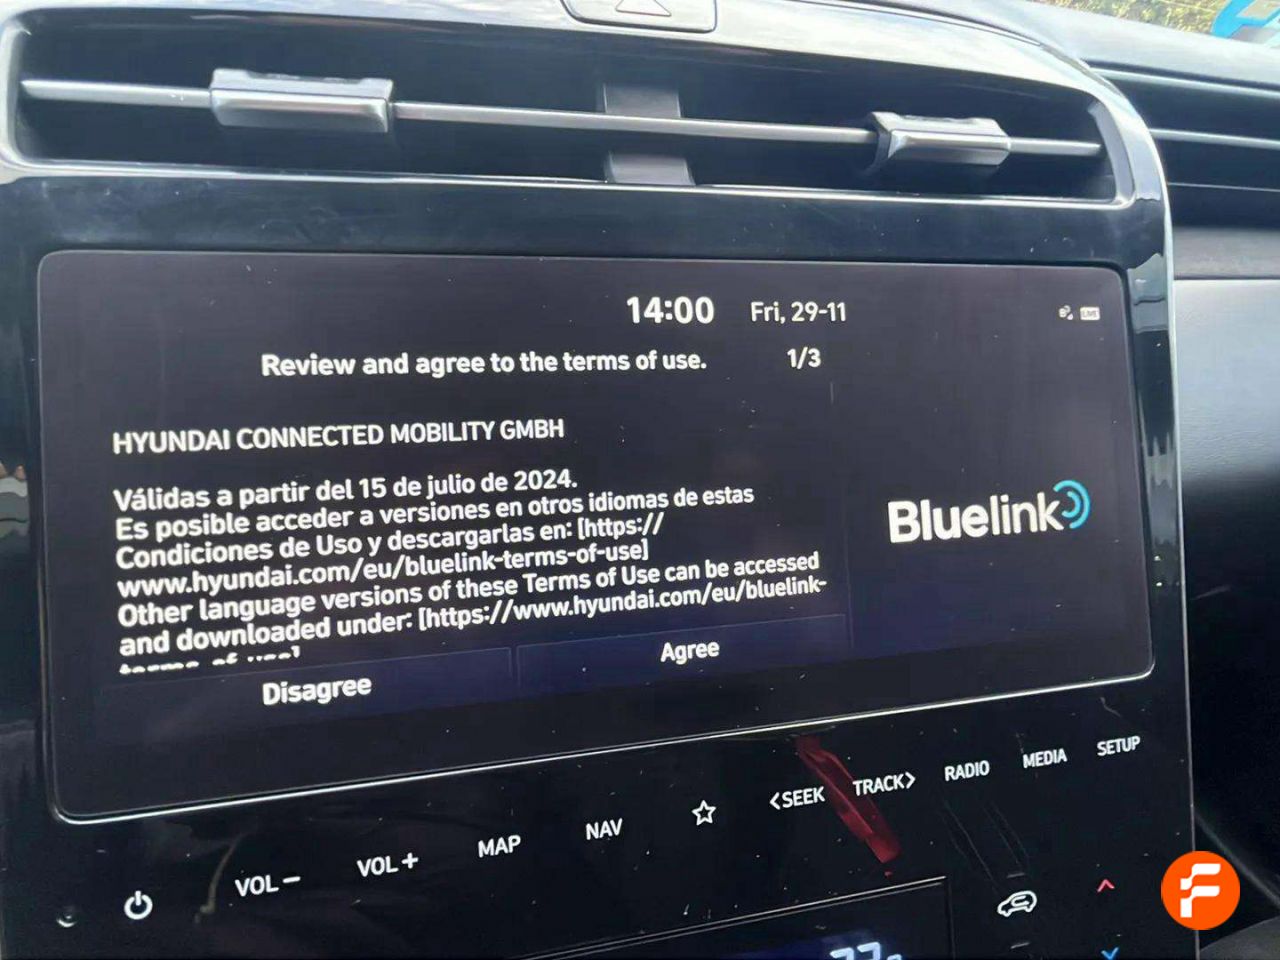 14:00 Fri, 29-11
Review and agree to the terms of use. 1/3
HYUNDAI CONNECTED MOBILITY GMBH
Válidas a partir del 15 de julio de 2024.
Es posible acceder a versiones en otros idiomas de estas
Condiciones de Uso y descargarlas en: [https://
www.hyundai.com/eu/bluelink-terms-of-use]
Other language versions of these Terms of Use can be accessed
and downloaded under: [https://www.hyundai.com/eu/bluelink-
terms-of-use]
Bluelink
Disagree
Agree
VOL−
VOL+
MAP
NAV
<SEEK
TRACK>
RADIO
MEDIA
SETUP